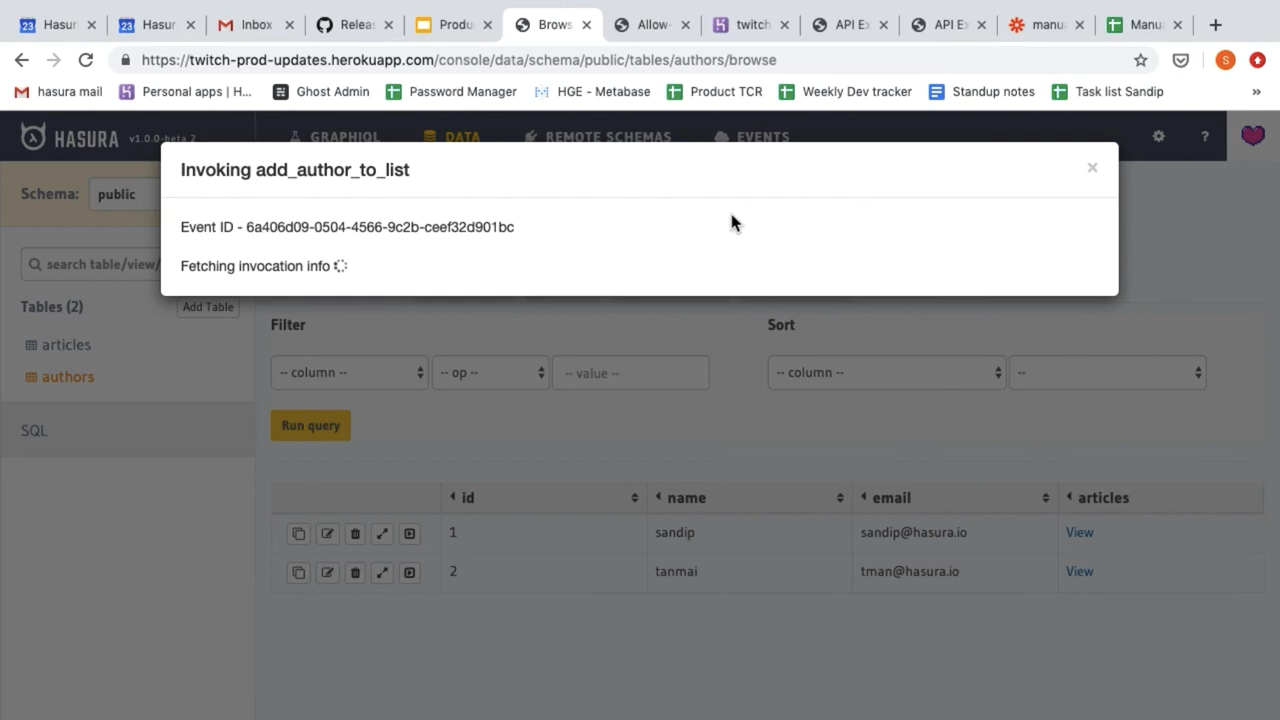 Hasur
Hasur
Inbox
Relea
Produ
Brows
Allow-
twitch
API Ex
API Ex
manu
Manu
https://twitch-prod-updates.herokuapp.com/console/data/schema/public/tables/authors/browse
S
hasura mail
Personal apps | H...
Ghost Admin
Password Manager
HGE - Metabase
Product TCR
Weekly Dev tracker
Standup notes
Task list Sandip
»
HASURA v1.0.0-beta.2
GRAPHIQL
DATA
REMOTE SCHEMAS
EVENTS
?
Invoking add_author_to_list
×
Event ID - 6a406d09-0504-4566-9c2b-ceef32d901bc
Fetching invocation info
Schema:
public
search table/view/
Tables (2)
Add Table
articles
authors
SQL
Filter
Sort
-- column --
-- op --
-- value --
-- column --
--
Run query
id
name
email
articles
1
sandip
sandip@hasura.io
View
2
tanmai
tman@hasura.io
View